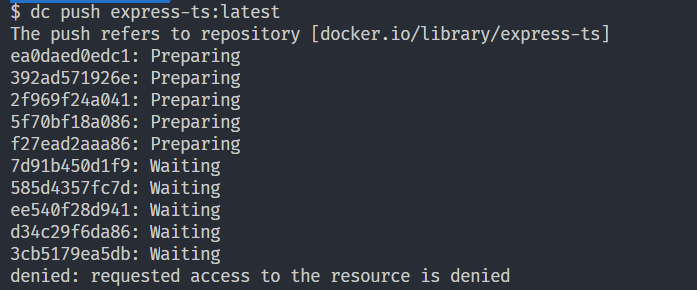 $ dc push express-ts:latest
The push refers to repository [docker.io/library/express-ts]
ea0daed0edc1: Preparing
392ad571926e: Preparing
2f969f24a041: Preparing
5f70bf18a086: Preparing
f27ead2aaa86: Preparing
7d91b450d1f9: Waiting
585d4357fc7d: Waiting
ee540f28d941: Waiting
d34c29f6da86: Waiting
3cb5179ea5db: Waiting
denied: requested access to the resource is denied